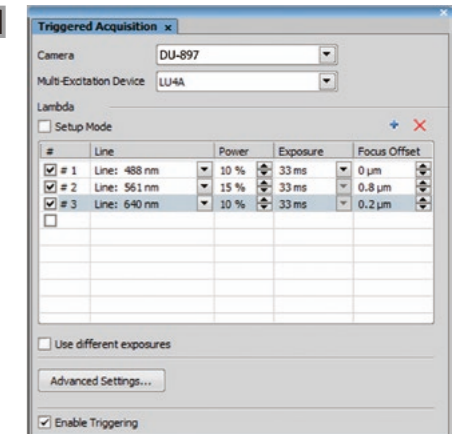 Triggered Acquisition x
Camera DU-897
Multi-Excitation Device LU4A
Lambda
Setup Mode
# Line Power Exposure Focus Offset
# 1 Line: 488 nm 10 % 33 ms 0 µm
# 2 Line: 561 nm 15 % 33 ms 0.8 µm
# 3 Line: 640 nm 10 % 33 ms 0.2 µm
Use different exposures
Advanced Settings...
Enable Triggering